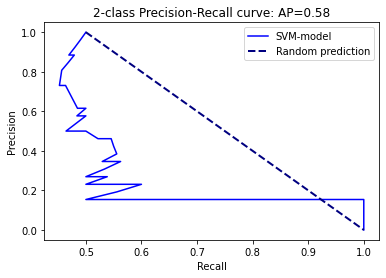 2-class Precision-Recall curve: AP=0.58
SVM-model
Random prediction
Precision
1.0
0.8
0.6
0.4
0.2
0.0
0.5 0.6 0.7 0.8 0.9 1.0
Recall